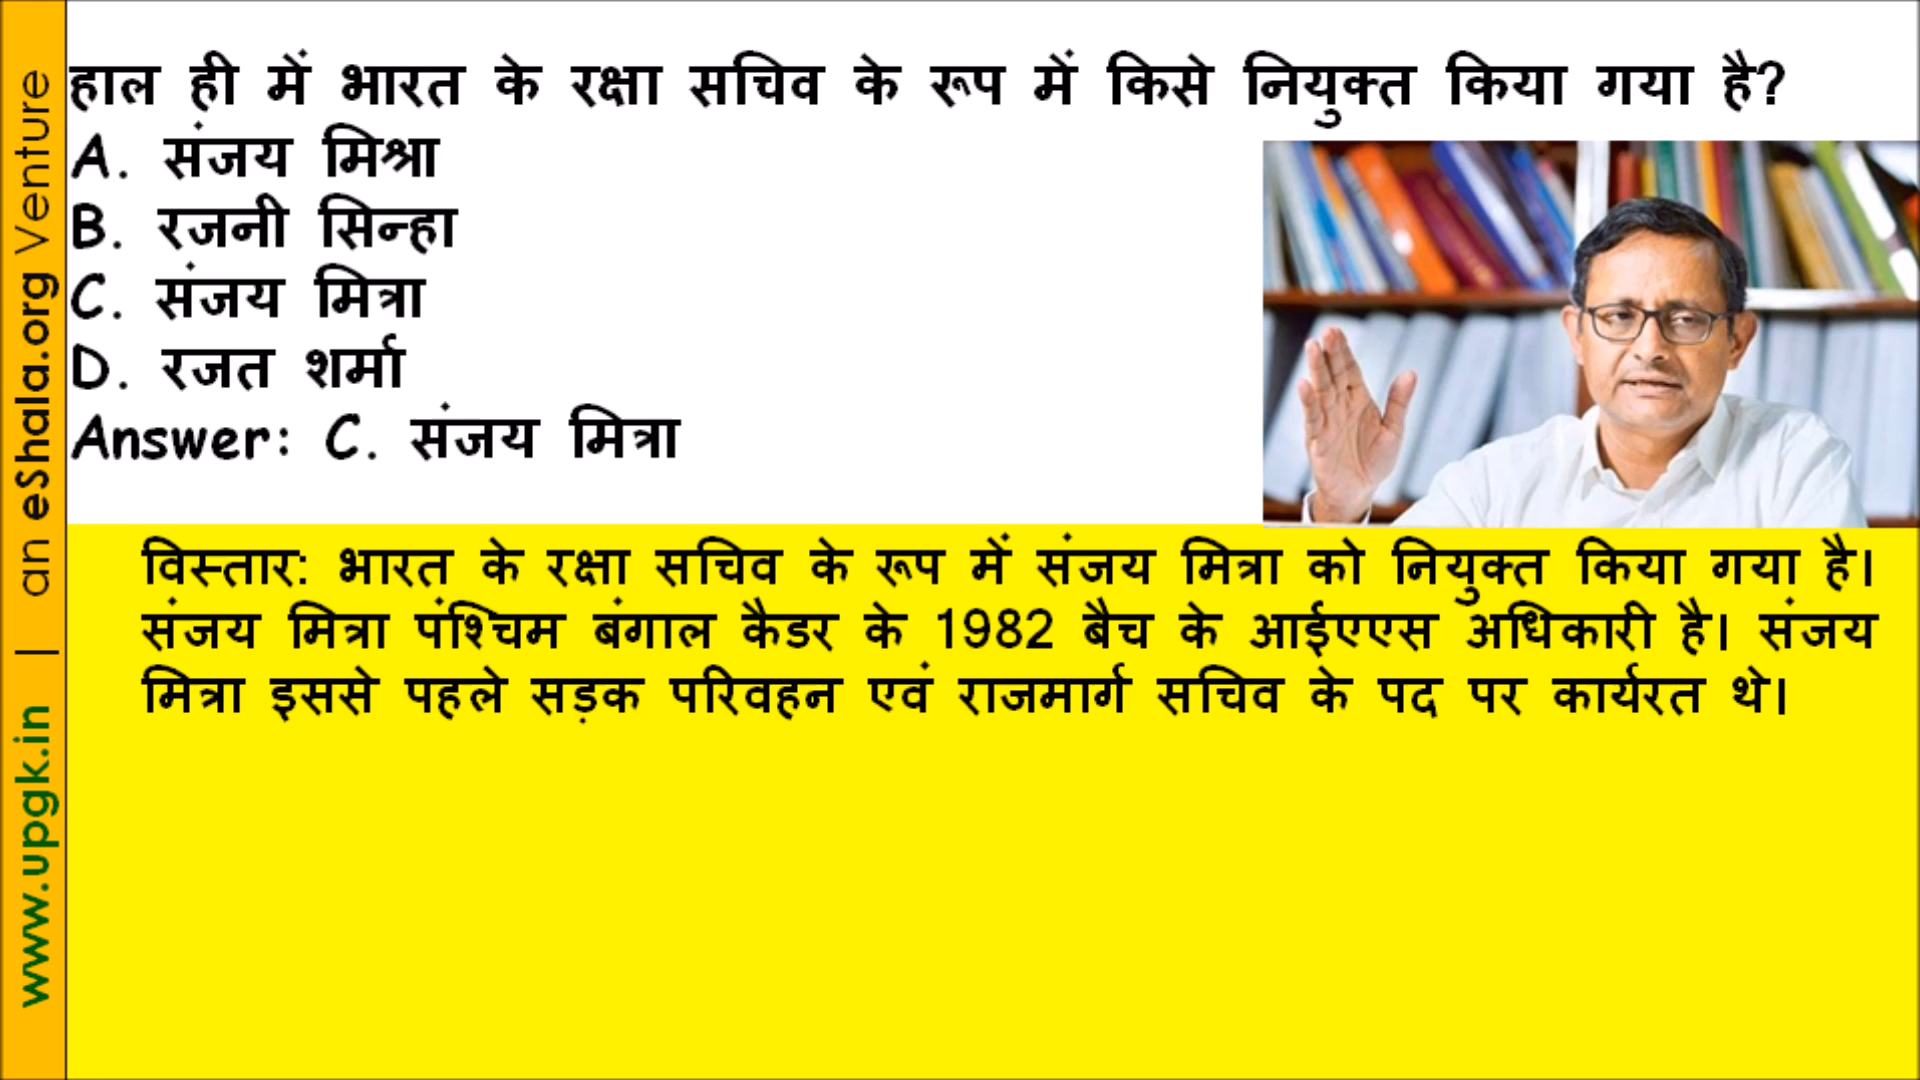 हाल ही में भारत के रक्षा सचिव के रूप में किसे नियुक्त किया गया है?
A. संजय मिश्रा
B. रजनी सिन्हा
C. संजय मित्रा
D. रजत शर्मा
Answer: C. संजय मित्रा
विस्तार: भारत के रक्षा सचिव के रूप में संजय मित्रा को नियुक्त किया गया है।
संजय मित्रा पंश्चिम बंगाल कैडर के 1982 बैच के आईएएस अधिकारी है। संजय
मित्रा इससे पहले सड़क परिवहन एवं राजमार्ग सचिव के पद पर कार्यरत थे।
www.upgk.in | an eShala.org Venture